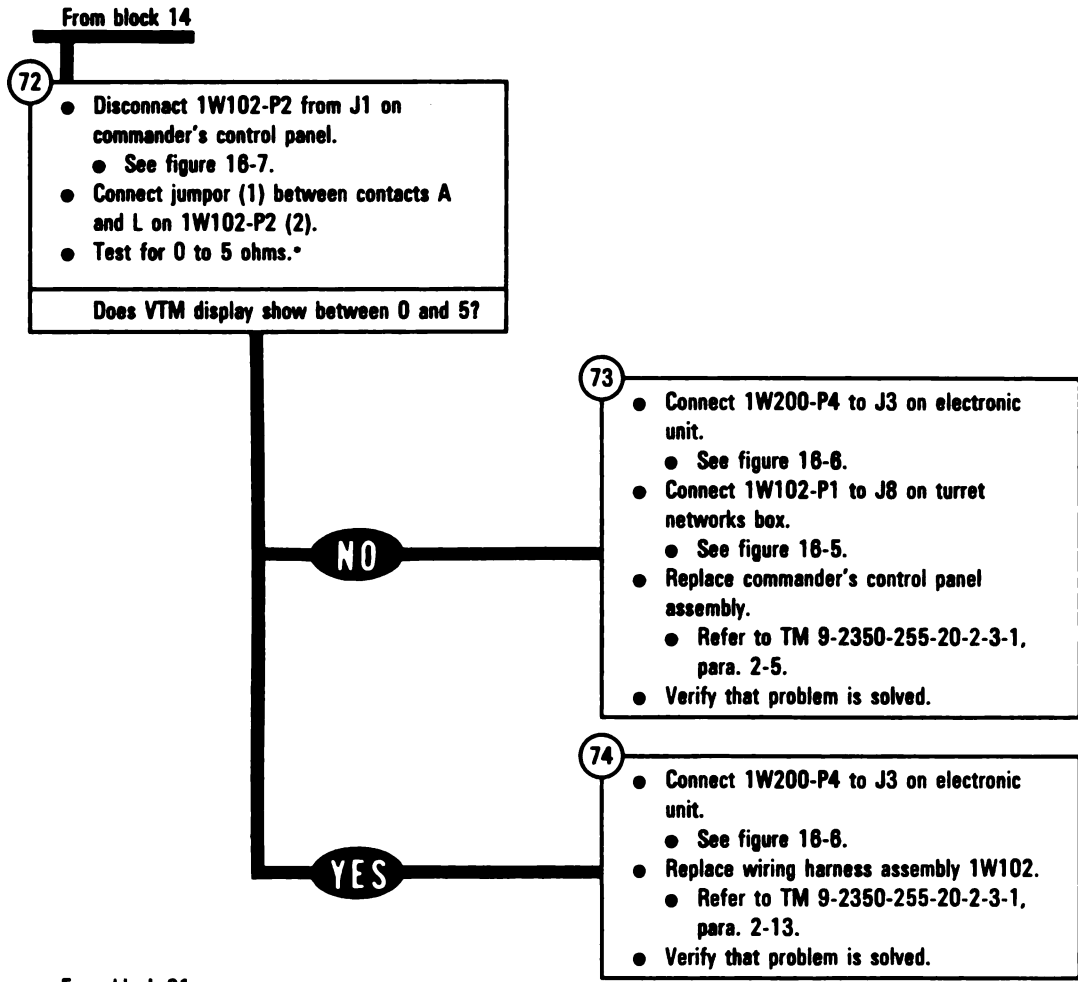 From block 14
72
● Disconnact 1W102-P2 from J1 on
commander's control panel.
● See figure 16-7.
● Connect jumpor (1) between contacts A
and L on 1W102-P2 (2).
● Test for 0 to 5 ohms.*
Does VTM display show between 0 and 5?
NO
73
● Connect 1W200-P4 to J3 on electronic
unit.
● See figure 16-6.
● Connect 1W102-P1 to J8 on turret
networks box.
● See figure 16-5.
● Replace commander's control panel
assembly.
● Refer to TM 9-2350-255-20-2-3-1,
para. 2-5.
● Verify that problem is solved.
YES
74
● Connect 1W200-P4 to J3 on electronic
unit.
● See figure 16-6.
● Replace wiring harness assembly 1W102.
● Refer to TM 9-2350-255-20-2-3-1,
para. 2-13.
● Verify that problem is solved.